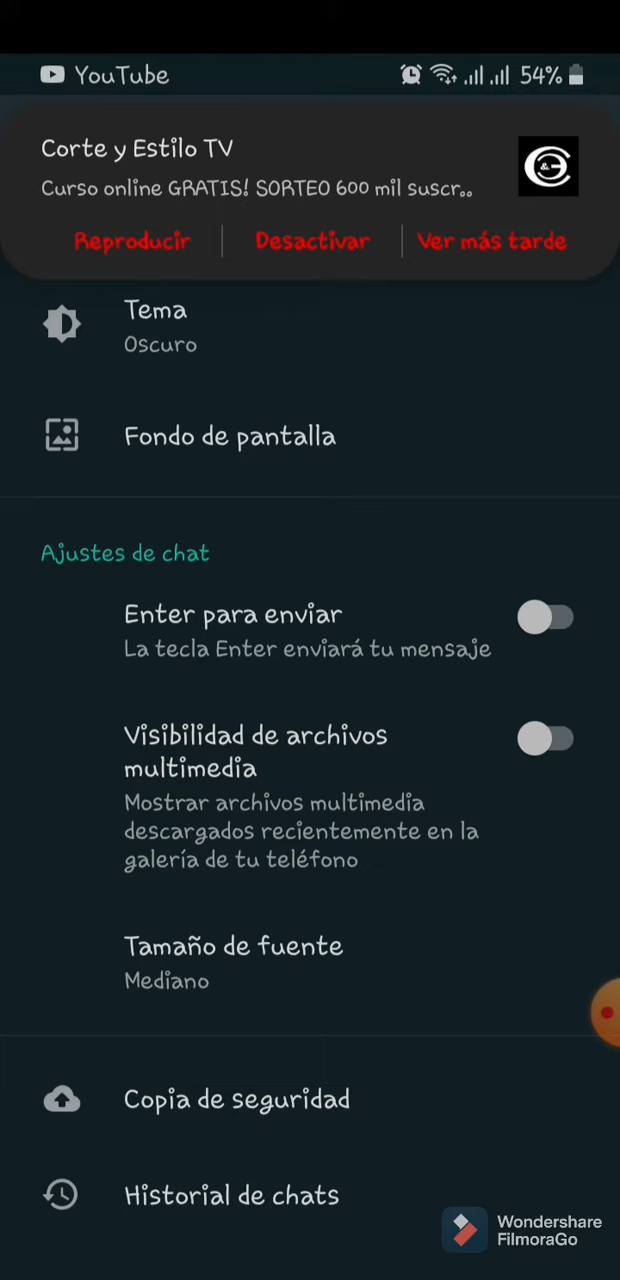 YouTube 54%
Corte y Estilo TV
Curso online GRATIS! SORTEO 600 mil suscr..
Reproducir Desactivar Ver más tarde
Tema
Oscuro
Fondo de pantalla
Ajustes de chat
Enter para enviar
La tecla Enter enviará tu mensaje
Visibilidad de archivos
multimedia
Mostrar archivos multimedia
descargados recientemente en la
galería de tu teléfono
Tamaño de fuente
Mediano
Copia de seguridad
Historial de chats
Wondershare
FilmoraGo